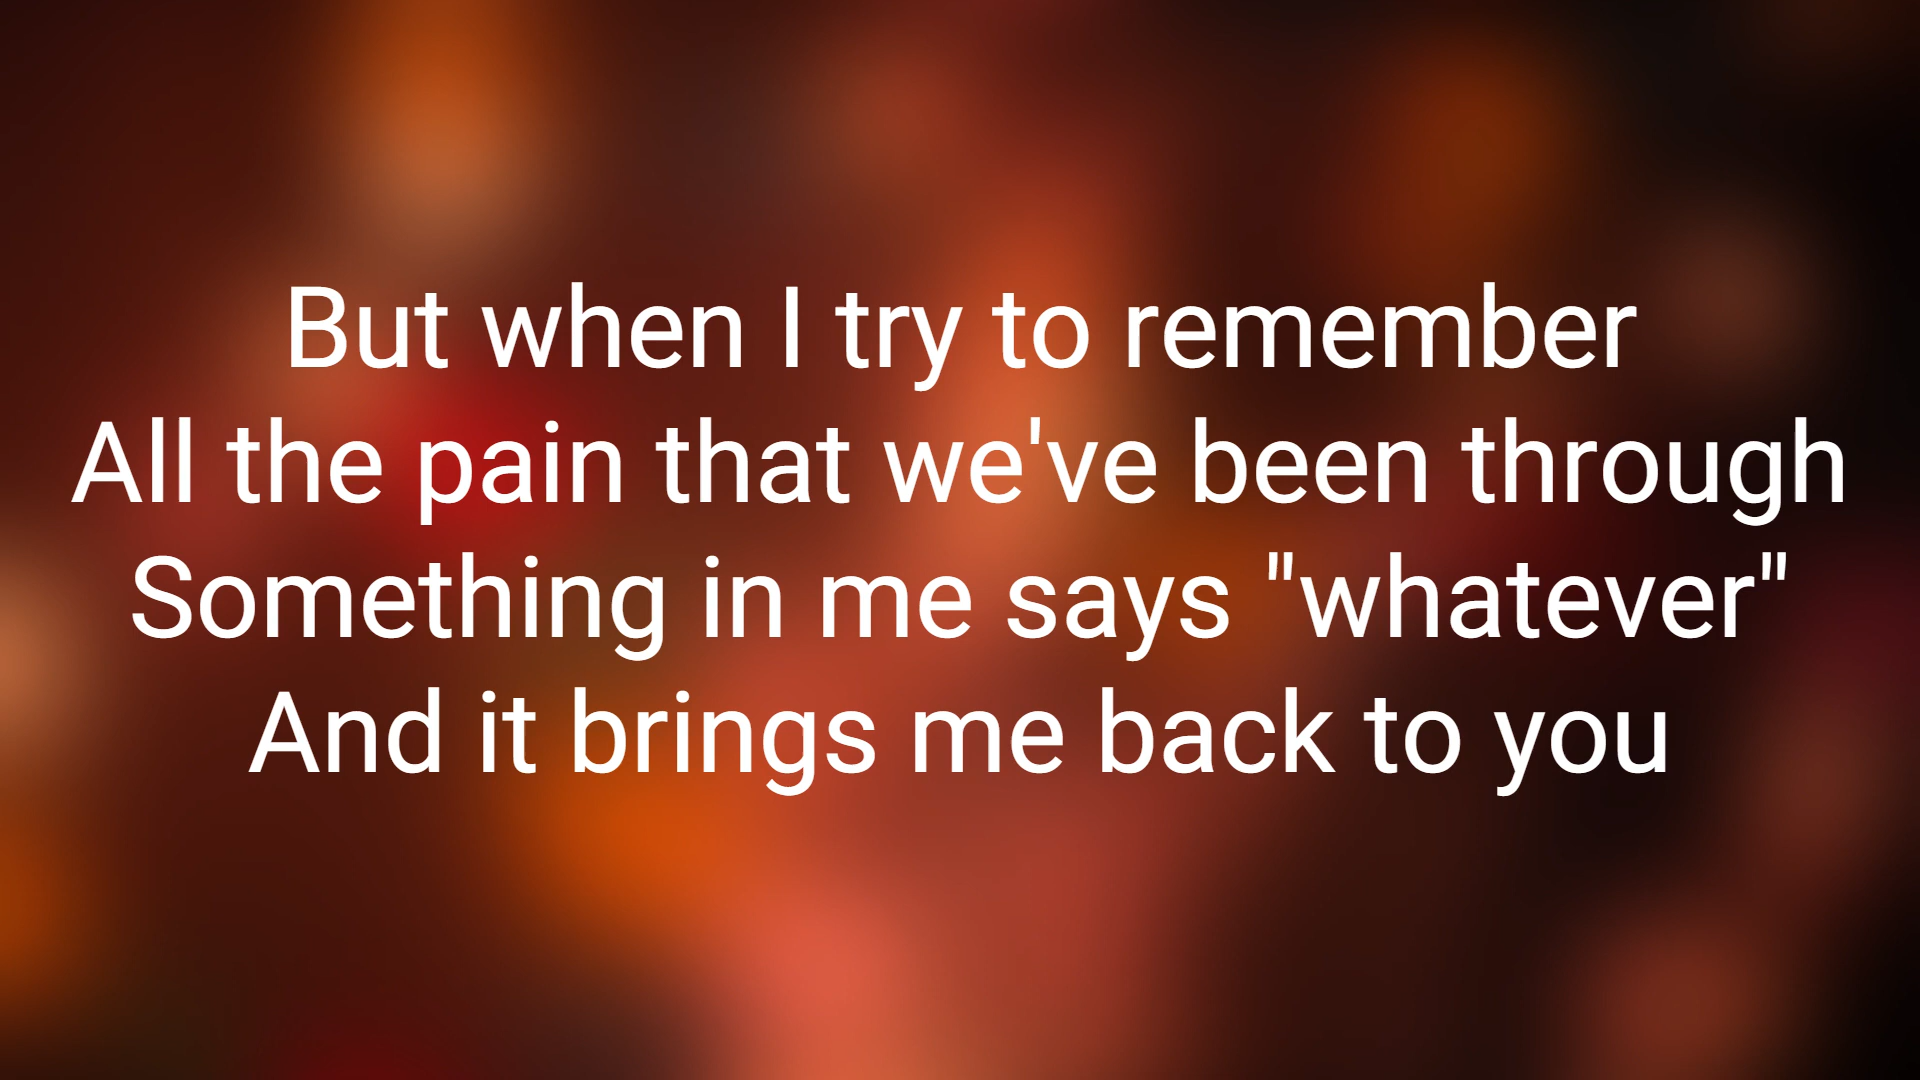 But when I try to remember
All the pain that we've been through
Something in me says "whatever"
And it brings me back to you